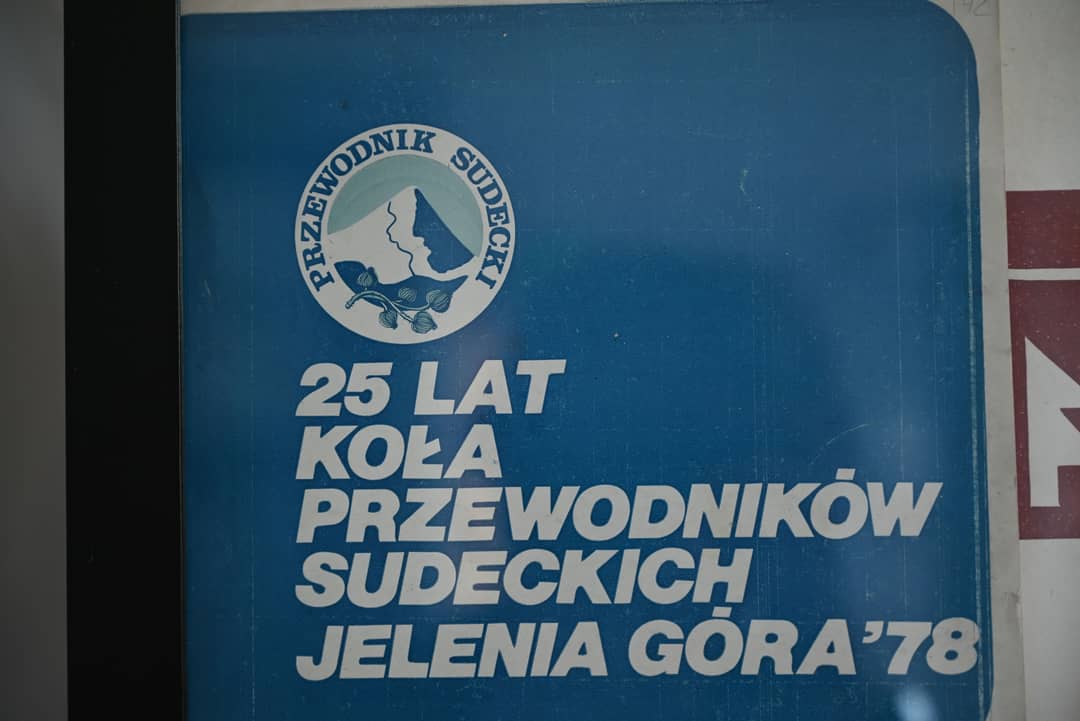 PRZEWODNIK SUDECKI
25 LAT
KOŁA
PRZEWODNIKÓW
SUDECKICH
JELENIA GÓRA '78